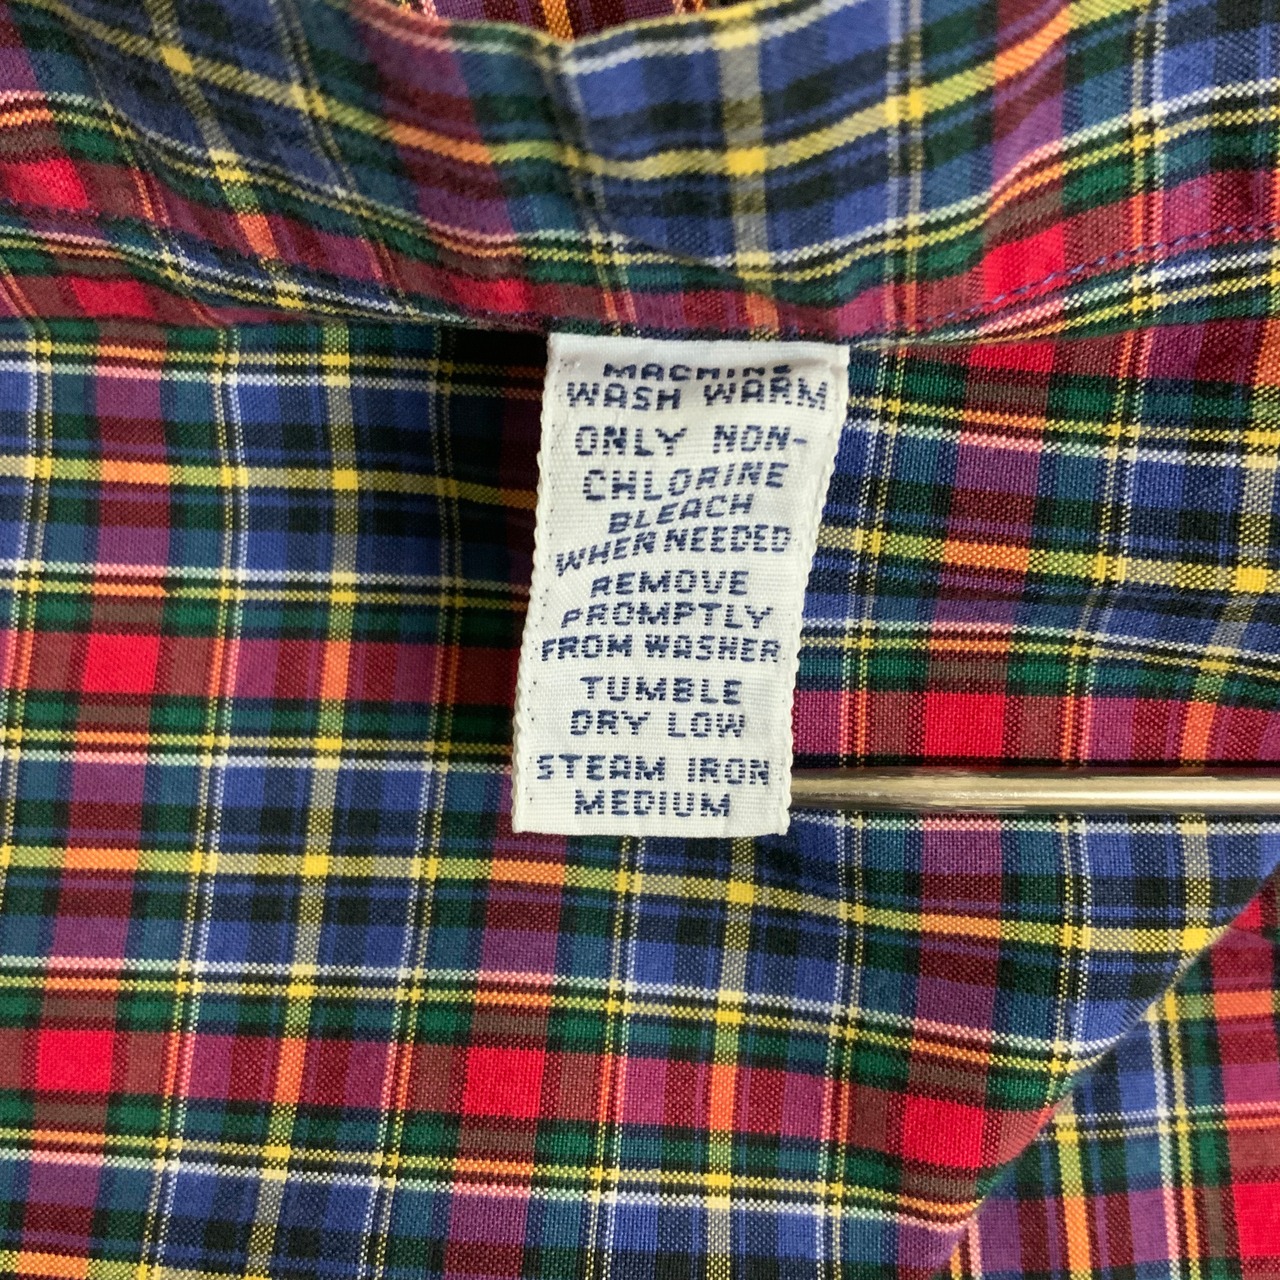 MACHINE
WASH WARM
ONLY NON-
CHLORINE
BLEACH
WHEN NEEDED
REMOVE
PROMPTLY
FROM WASHER
TUMBLE
DRY LOW
STEAM IRON
MEDIUM